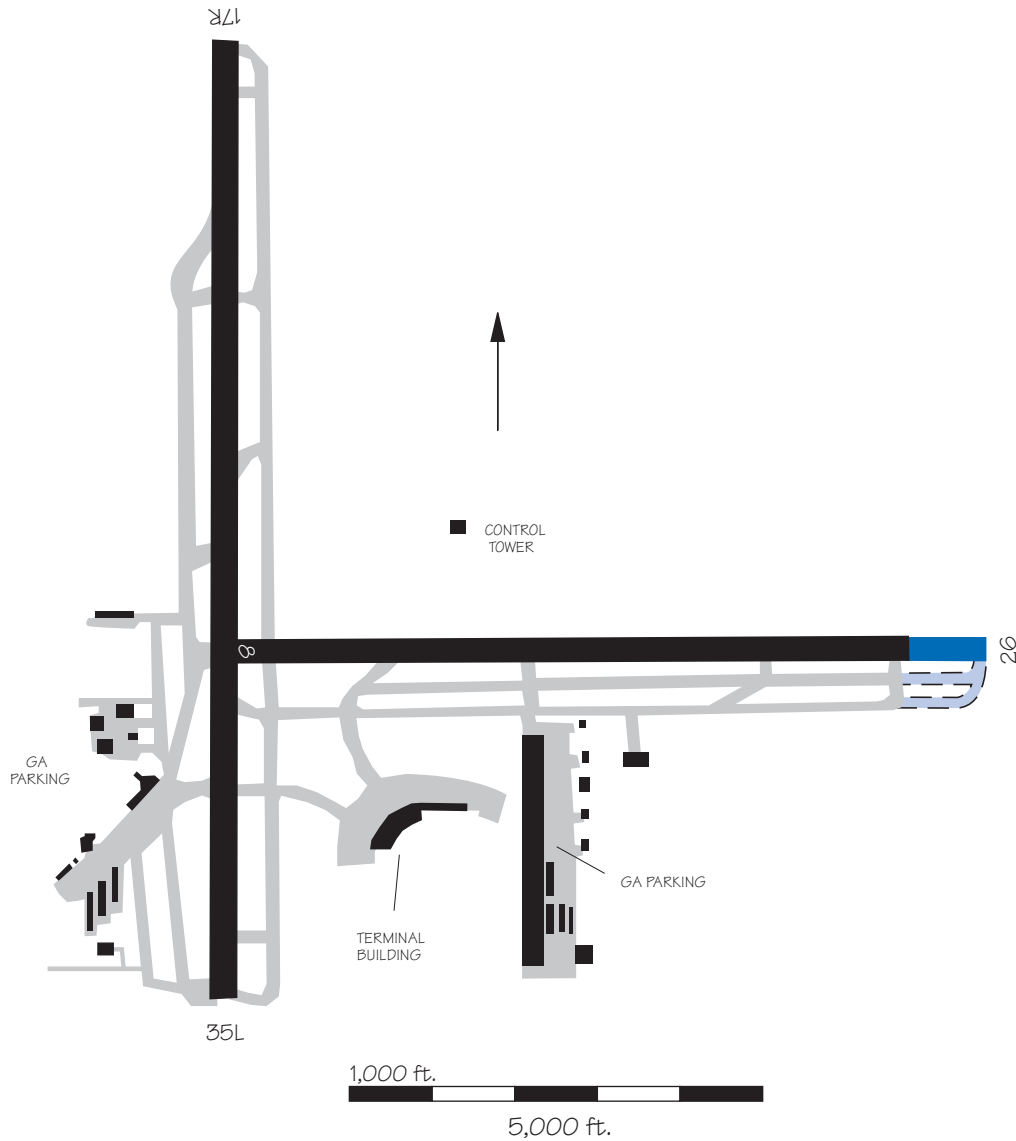 17R
CONTROL
TOWER
8
26
GA
PARKING
GA PARKING
TERMINAL
BUILDING
35L
1,000 ft.
5,000 ft.